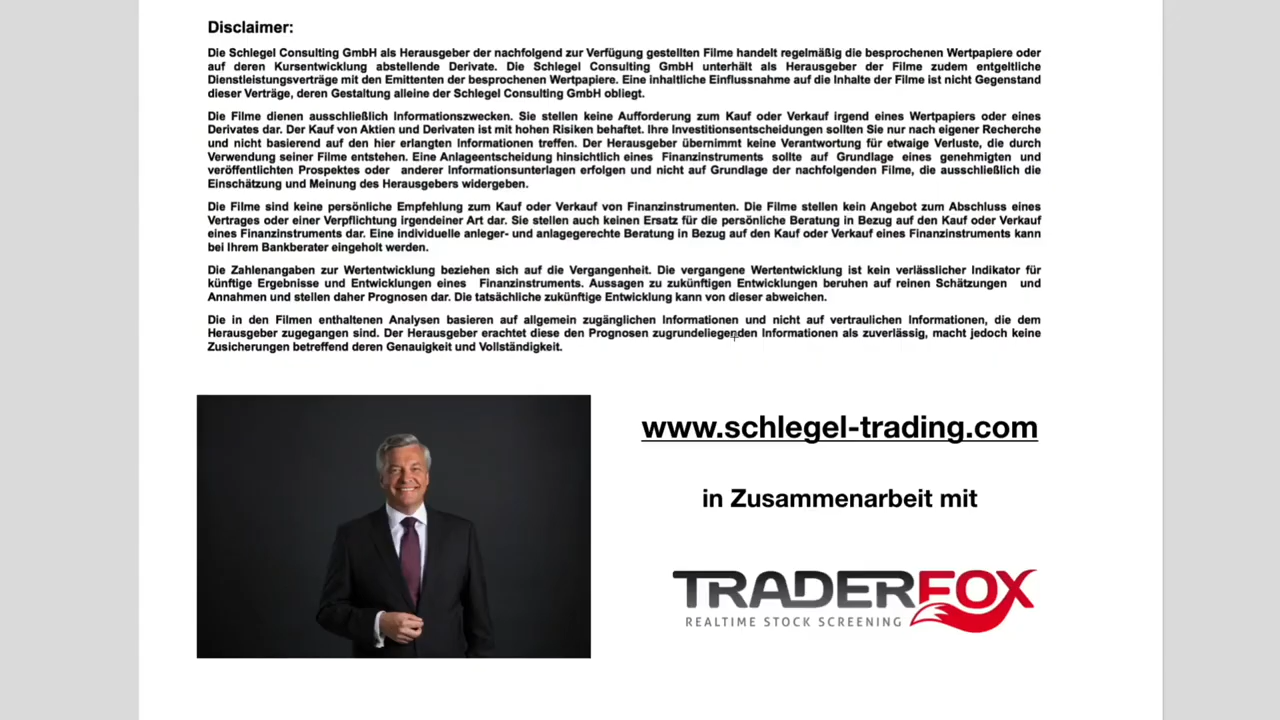 Disclaimer:
Die Schlegel Consulting GmbH als Herausgeber der nachfolgend zur Verfügung gestellten Filme handelt regelmäßig die besprochenen Wertpapiere oder
auf deren Kursentwicklung abstellende Derivate. Die Schlegel Consulting GmbH unterhält als Herausgeber der Filme zudem entgeltliche
Dienstleistungsverträge mit den Emittenten der besprochenen Wertpapiere. Eine inhaltliche Einflussnahme auf die Inhalte der Filme ist nicht Gegenstand
dieser Verträge, deren Gestaltung alleine der Schlegel Consulting GmbH obliegt.
Die Filme dienen ausschließlich Informationszwecken. Sie stellen keine Aufforderung zum Kauf oder Verkauf irgend eines Wertpapiers oder eines
Derivates dar. Der Kauf von Aktien und Derivaten ist mit hohen Risiken behaftet. Ihre Investitionsentscheidungen sollten Sie nur nach eigener Recherche
und nicht basierend auf den hier erlangten Informationen treffen. Der Herausgeber übernimmt keine Verantwortung für etwaige Verluste, die durch
Verwendung seiner Filme entstehen. Eine Anlageentscheidung hinsichtlich eines Finanzinstruments sollte auf Grundlage eines genehmigten und
veröffentlichten Prospektes oder anderer Informationsunterlagen erfolgen und nicht auf Grundlage der nachfolgenden Filme, die ausschließlich die
Einschätzung und Meinung des Herausgebers widergeben.
Die Filme sind keine persönliche Empfehlung zum Kauf oder Verkauf von Finanzinstrumenten. Die Filme stellen kein Angebot zum Abschluss eines
Vertrages oder einer Verpflichtung irgendeiner Art dar. Sie stellen auch keinen Ersatz für die persönliche Beratung in Bezug auf den Kauf oder Verkauf
eines Finanzinstruments dar. Eine individuelle anleger- und anlagegerechte Beratung in Bezug auf den Kauf oder Verkauf eines Finanzinstruments kann
bei Ihrem Bankberater eingeholt werden.
Die Zahlenangaben zur Wertentwicklung beziehen sich auf die Vergangenheit. Die vergangene Wertentwicklung ist kein verlässlicher Indikator für
künftige Ergebnisse und Entwicklungen eines Finanzinstruments. Aussagen zu zukünftigen Entwicklungen beruhen auf reinen Schätzungen und
Annahmen und stellen daher Prognosen dar. Die tatsächliche zukünftige Entwicklung kann von dieser abweichen.
Die in den Filmen enthaltenen Analysen basieren auf allgemein zugänglichen Informationen und nicht auf vertraulichen Informationen, die dem
Herausgeber zugegangen sind. Der Herausgeber erachtet diese den Prognosen zugrundeliegenden Informationen als zuverlässig, macht jedoch keine
Zusicherungen betreffend deren Genauigkeit und Vollständigkeit.
www.schlegel-trading.com
in Zusammenarbeit mit
TRADERFOX
REALTIME STOCK SCREENING